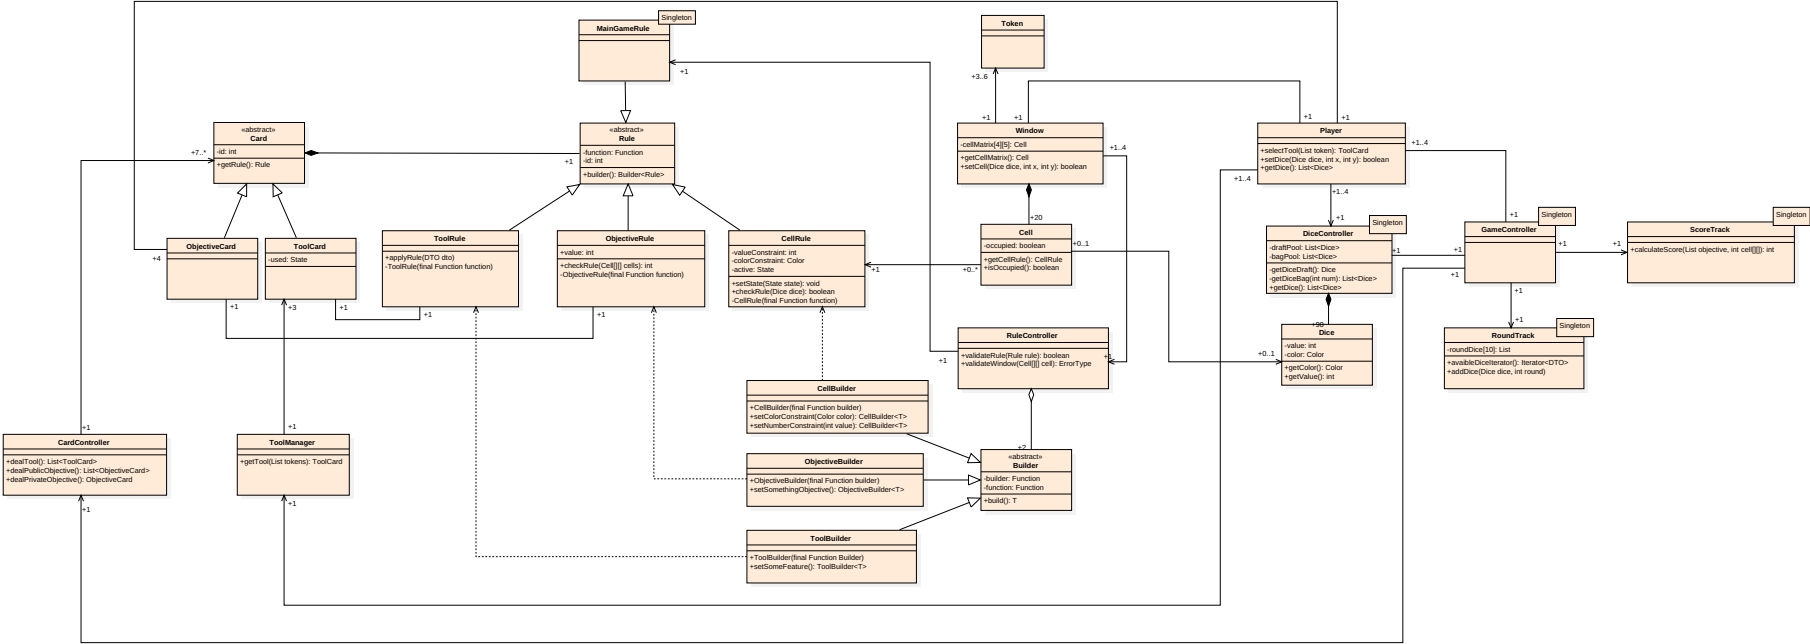 Singleton
MainGameRule
+1
Token
+3..6
+1
+1
+1
+1
«abstract»
Card
-id: int
+getRule(): Rule
+7..*
«abstract»
Rule
-function: Function
-id: int
+builder(): Builder<Rule>
+1
Window
-cellMatrix[4][5]: Cell
+getCellMatrix(): Cell
+setCell(Dice dice, int x, int y): boolean
+1..4
Player
+selectTool(List token): ToolCard
+setDice(Dice dice, int x, int y): boolean
+getDice(): List<Dice>
+1..4
+1..4
+1..4
+1
+20
ObjectiveCard
+4
+1
ToolCard
-used: State
+3
+1
ToolRule
+applyRule(DTO dto)
-ToolRule(final Function function)
+1
ObjectiveRule
+value: int
+checkRule(Cell[][] cells): int
-ObjectiveRule(final Function function)
+1
CellRule
-valueConstraint: int
-colorConstraint: Color
-active: State
+setState(State state): void
+checkRule(Dice dice): boolean
-CellRule(final Function function)
+1
Cell
-occupied: boolean
+getCellRule(): CellRule
+isOccupied(): boolean
+0..1
+0..*
Singleton
DiceController
-draftPool: List<Dice>
-bagPool: List<Dice>
-getDiceDraft(): Dice
-getDiceBag(int num): List<Dice>
+getDice(): List<Dice>
+1
+1
Singleton
GameController
+1
+1
+1
+1
+1
Singleton
ScoreTrack
+calculateScore(List objective, int cell[][]): int
+1
+90
Dice
-value: int
-color: Color
+getColor(): Color
+getValue(): int
+0..1
Singleton
RoundTrack
-roundDice[10]: List
+avaibleDiceIterator(): Iterator<DTO>
+addDice(Dice dice, int round)
RuleController
+validateRule(Rule rule): boolean
+validateWindow(Cell[][] cell): ErrorType
+1
+1
CellBuilder
+CellBuilder(final Function builder)
+setColorConstraint(Color color): CellBuilder<T>
+setNumberConstraint(int value): CellBuilder<T>
+1
CardController
+dealTool(): List<ToolCard>
+dealPublicObjective(): List<ObjectiveCard>
+dealPrivateObjective(): ObjectiveCard
+1
+1
ToolManager
+getTool(List tokens): ToolCard
+1
ObjectiveBuilder
+ObjectiveBuilder(final Function builder)
+setSomethingObjective(): ObjectiveBuilder<T>
+2
«abstract»
Builder
-builder: Function
-function: Function
+build(): T
ToolBuilder
+ToolBuilder(final Function Builder)
+setSomeFeature(): ToolBuilder<T>